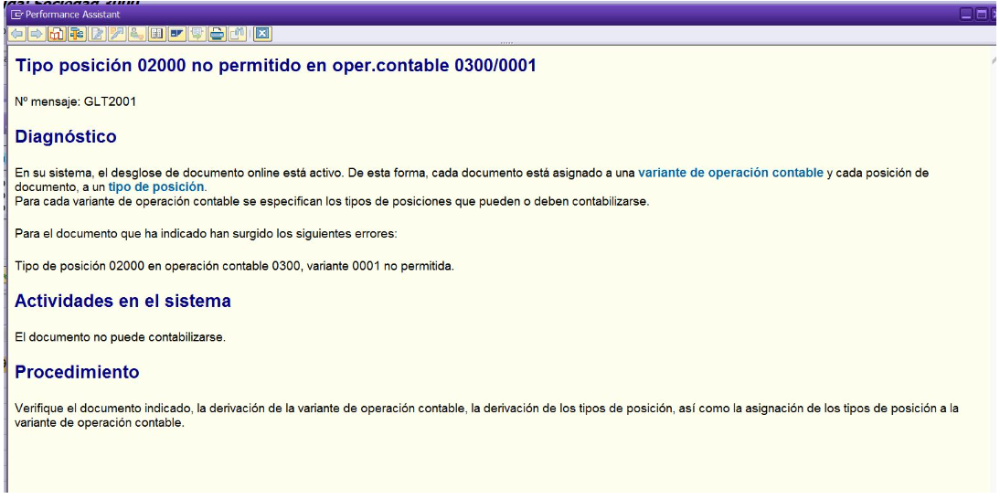 Performance Assistant
Tipo posición 02000 no permitido en oper.contable 0300/0001
Nº mensaje: GLT2001
Diagnóstico
En su sistema, el desglose de documento online está activo. De esta forma, cada documento está asignado a una variante de operación contable y cada posición de
documento, a un tipo de posición.
Para cada variante de operación contable se especifican los tipos de posiciones que pueden o deben contabilizarse.
Para el documento que ha indicado han surgido los siguientes errores:
Tipo de posición 02000 en operación contable 0300, variante 0001 no permitida.
Actividades en el sistema
El documento no puede contabilizarse.
Procedimiento
Verifique el documento indicado, la derivación de la variante de operación contable, la derivación de los tipos de posición, así como la asignación de los tipos de posición a la
variante de operación contable.